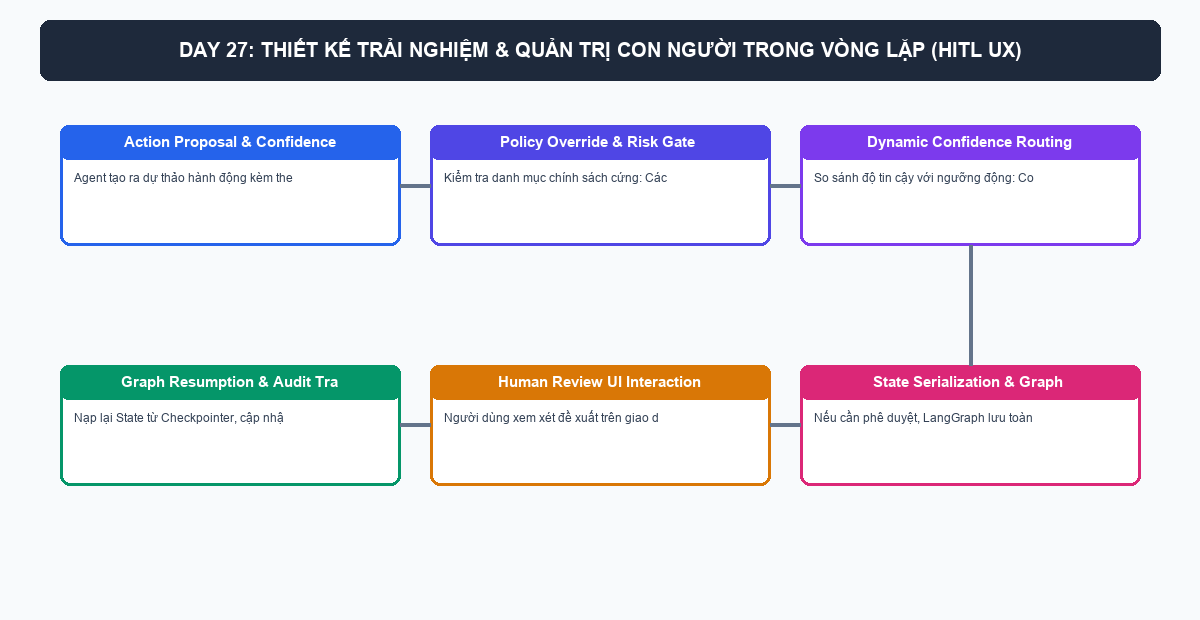 DAY 27: THIẾT KẾ TRẢI NGHIỆM & QUẢN TRỊ CON NGƯỜI TRONG VÒNG LẶP (HITL UX)
Action Proposal & Confidence
Agent tạo ra dự thảo hành động kèm the
Policy Override & Risk Gate
Kiểm tra danh mục chính sách cứng: Các
Dynamic Confidence Routing
So sánh độ tin cậy với ngưỡng động: Co
Graph Resumption & Audit Tra
Nạp lại State từ Checkpointer, cập nhậ
Human Review UI Interaction
Người dùng xem xét đề xuất trên giao d
State Serialization & Graph
Nếu cần phê duyệt, LangGraph lưu toàn